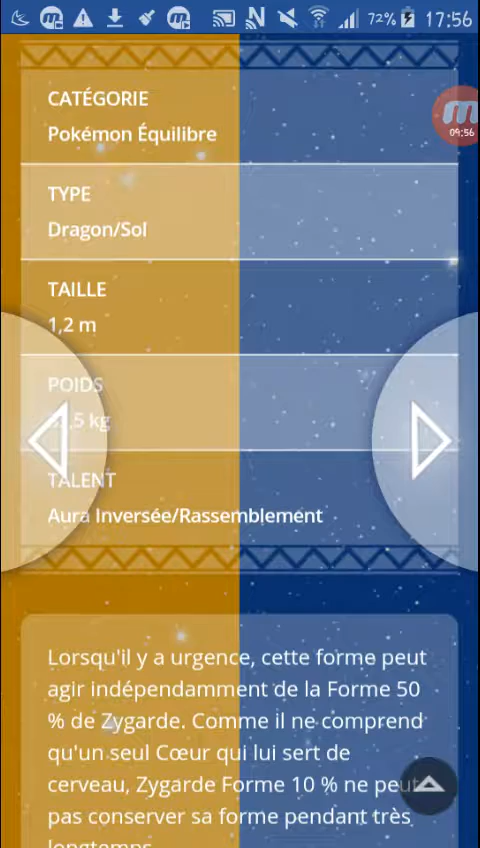 72% 17:56
CATÉGORIE
Pokémon Équilibre
09:56
TYPE
Dragon/Sol
TAILLE
1,2 m
POIDS
,5 kg
TALENT
Aura Inversée/Rassemblement
Lorsqu'il y a urgence, cette forme peut
agir indépendamment de la Forme 50
% de Zygarde. Comme il ne comprend
qu'un seul Cœur qui lui sert de
cerveau, Zygarde Forme 10 % ne peut
pas conserver sa forme pendant très
longtemps.